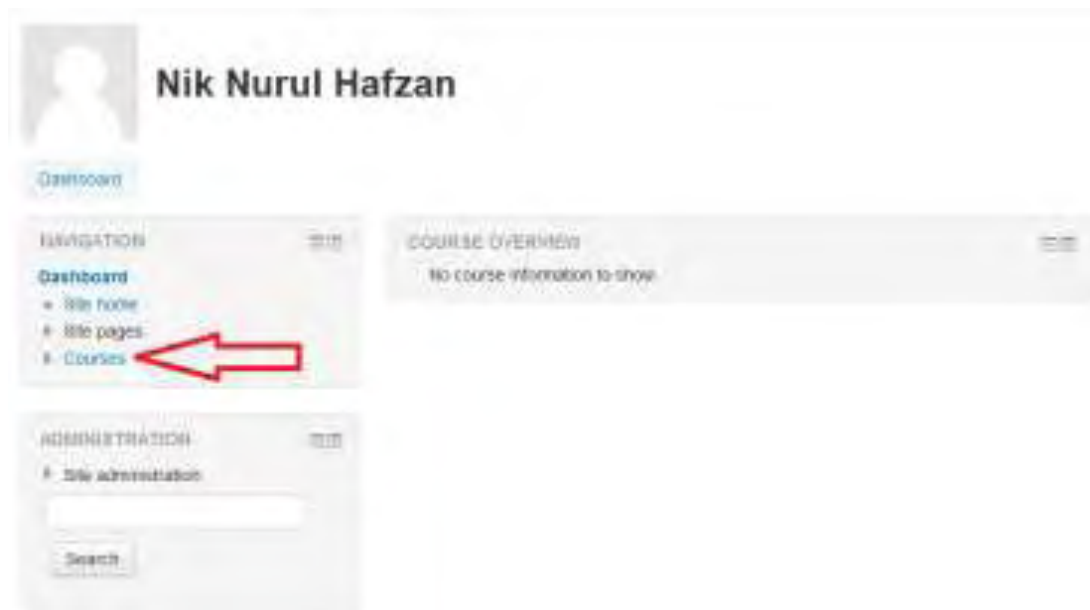 Nik Nurul Hafzan
Dashboard
NAVIGATION
Dashboard
Site home
Site pages
Courses
COURSE OVERVIEW
No course information to show
ADMINISTRATION
Site administration
Search